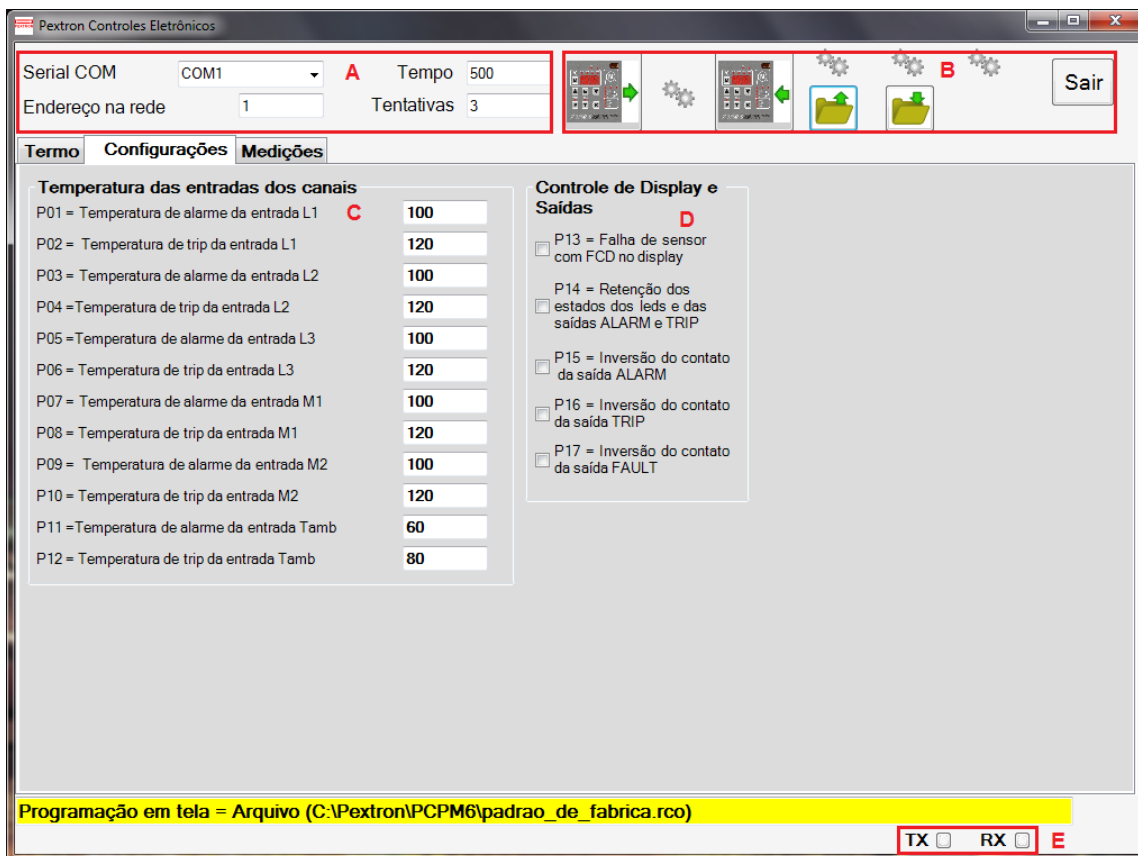 Pextron Controles Eletrônicos
Serial COM COM1 A Tempo 500
Endereço na rede 1 Tentativas 3
B
Sair
Termo Configurações Medições
Temperatura das entradas dos canais
P01 = Temperatura de alarme da entrada L1 C 100
P02 = Temperatura de trip da entrada L1 120
P03 = Temperatura de alarme da entrada L2 100
P04 =Temperatura de trip da entrada L2 120
P05 =Temperatura de alarme da entrada L3 100
P06 = Temperatura de trip da entrada L3 120
P07 = Temperatura de alarme da entrada M1 100
P08 = Temperatura de trip da entrada M1 120
P09 = Temperatura de alarme da entrada M2 100
P10 = Temperatura de trip da entrada M2 120
P11 =Temperatura de alarme da entrada Tamb 60
P12 = Temperatura de trip da entrada Tamb 80
Controle de Display e
Saídas
D
P13 = Falha de sensor
com FCD no display
P14 = Retenção dos
estados dos leds e das
saídas ALARM e TRIP
P15 = Inversão do contato
da saída ALARM
P16 = Inversão do contato
da saída TRIP
P17 = Inversão do contato
da saída FAULT
Programação em tela = Arquivo (C:\Pextron\PCPM6\padrao_de_fabrica.rco)
TX RX E